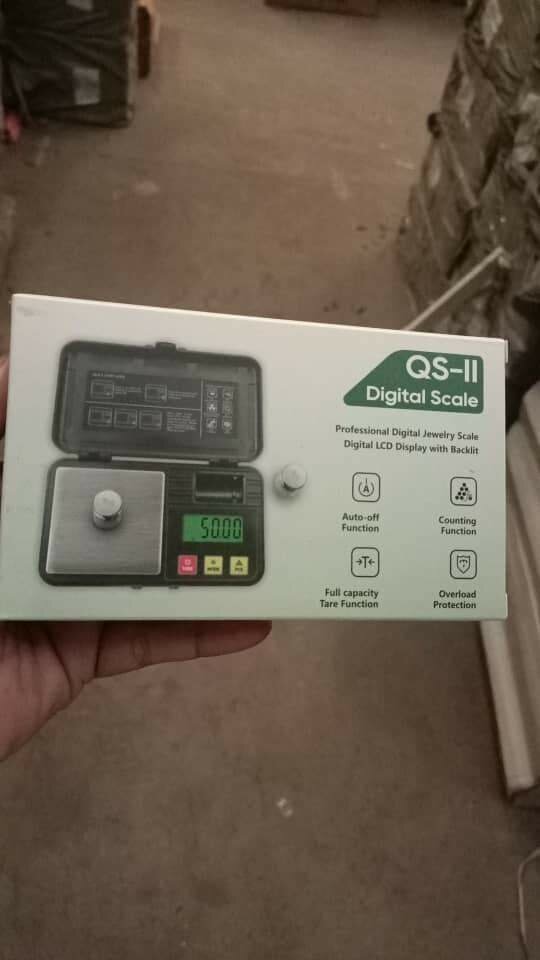 QS-II
Digital Scale
Professional Digital Jewelry Scale
Digital LCD Display with Backlit
Auto-off
Function
Counting
Function
Full capacity
Tare Function
Overload
Protection
50.00